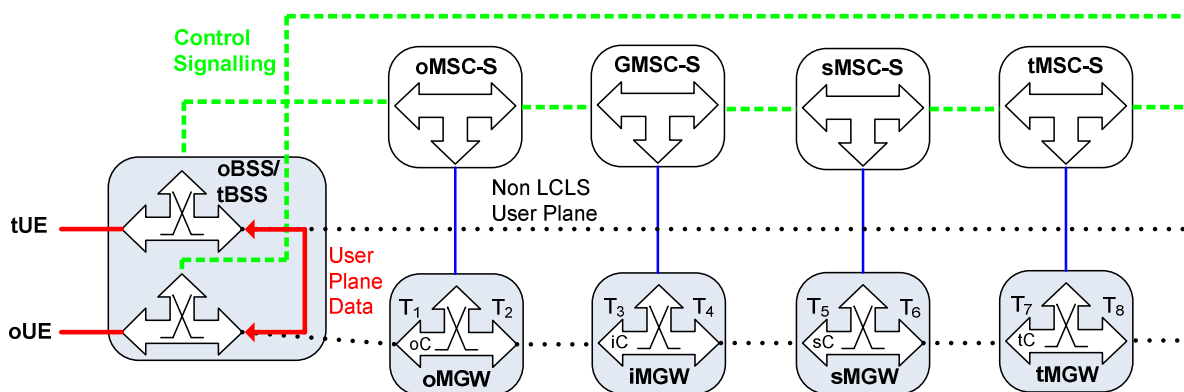 Control
Signalling
oMSC-S
GMSC-S
sMSC-S
tMSC-S
oBSS/
tBSS
Non LCLS
User Plane
tUE
User
Plane
Data
oUE
T1 T2
oC
oMGW
T3 T4
iC
iMGW
T5 T6
sC
sMGW
T7 T8
tC
tMGW